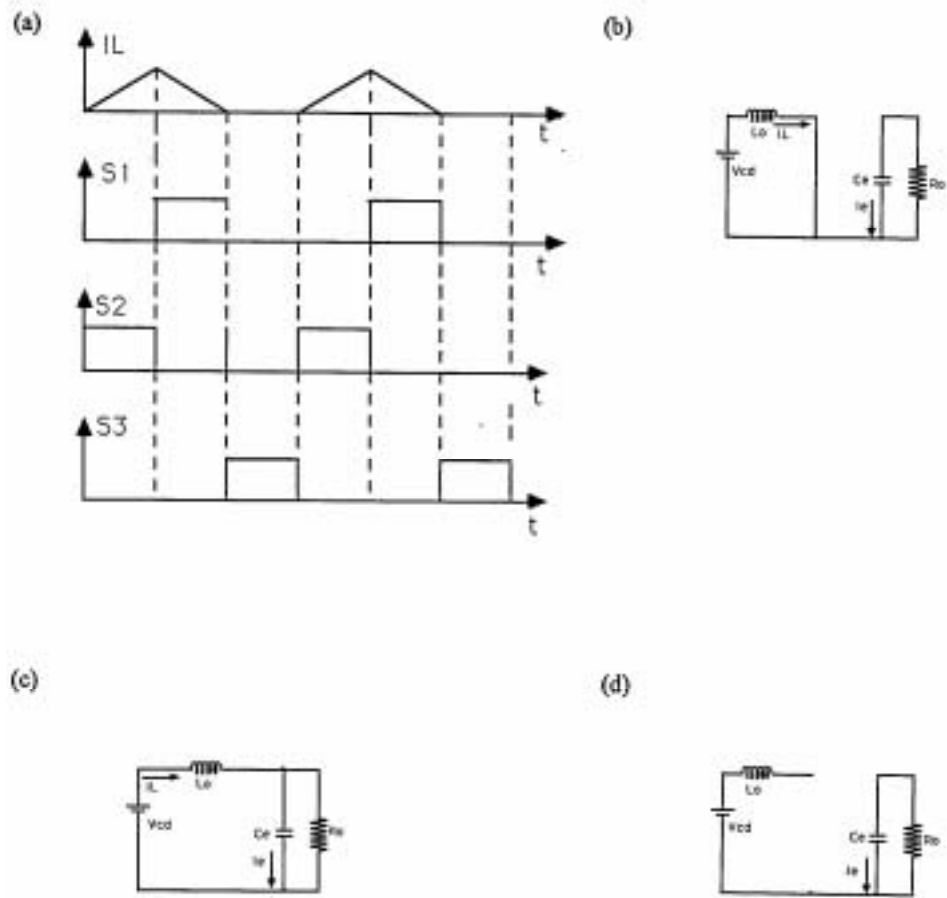 (a)
IL
t
S1
t
S2
t
S3
t
(b)
Lo
IL
Vcd
Ce
Ro
Ie
(c)
IL
Lo
Vcd
Ce
Ro
Ie
(d)
Lo
Vcd
Ce
Ro
Ie